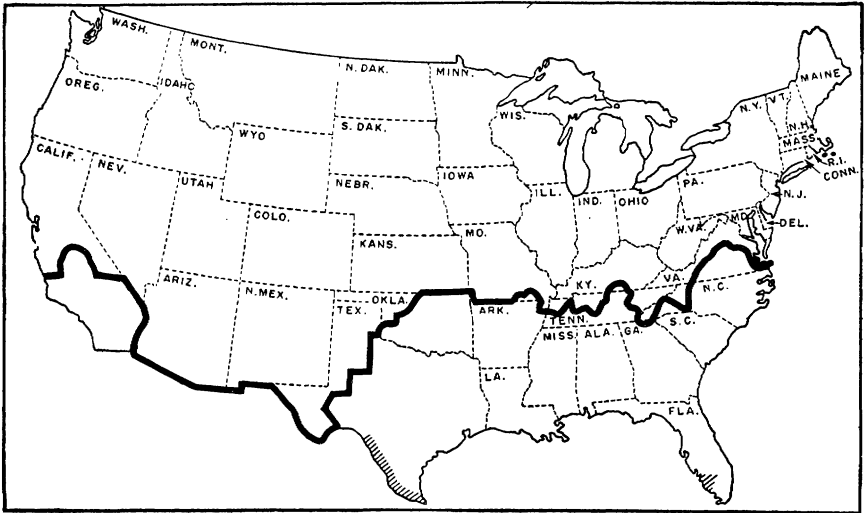 WASH.
MONT.
N. DAK.
MINN.
MAINE
OREG.
IDAHO
N.Y.
VT.
WIS.
S. DAK.
WYO
N.H.
MASS.
CALIF.
NEV.
R.I.
CONN.
IOWA
UTAH
NEBR.
ILL.
IND.
OHIO
PA.
N.J.
COLO.
MO.
W.VA.
MD.
DEL.
KANS.
ARIZ.
N.MEX.
OKLA.
KY.
VA.
N.C.
TEX.
ARK.
TENN.
S.C.
MISS
ALA.
GA.
LA.
FLA.